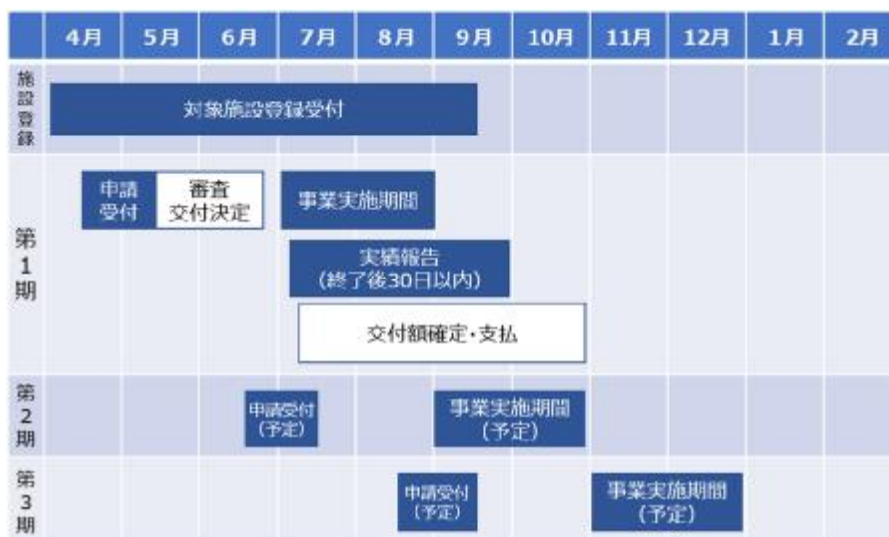 4月 5月 6月 7月 8月 9月 10月 11月 12月 1月 2月
施設登録
対象施設登録受付
第1期
申請
受付
審査
交付決定
事業実施期間
実績報告
(終了後30日以内)
交付額確定・支払
第2期
申請受付
(予定)
事業実施期間
(予定)
第3期
申請受付
(予定)
事業実施期間
(予定)